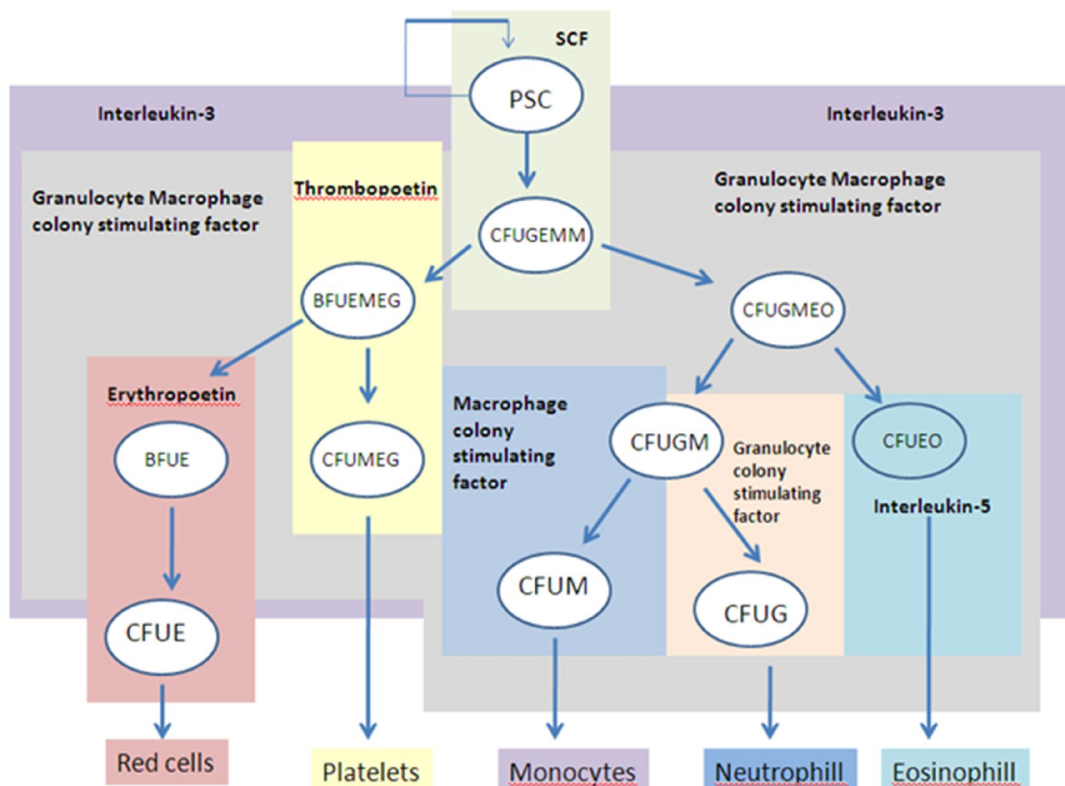 SCF
PSC
Interleukin-3
Interleukin-3
Thrombopoetin
Granulocyte Macrophage
colony stimulating factor
Granulocyte Macrophage
colony stimulating factor
CFUGEMM
BFUEMEG
CFUGMEO
Erythropoetin
BFUE
CFUMEG
Macrophage
colony
stimulating
factor
CFUGM
Granulocyte
colony
stimulating
factor
CFUEO
Interleukin-5
CFUE
CFUM
CFUG
Red cells
Platelets
Monocytes
Neutrophill
Eosinophill